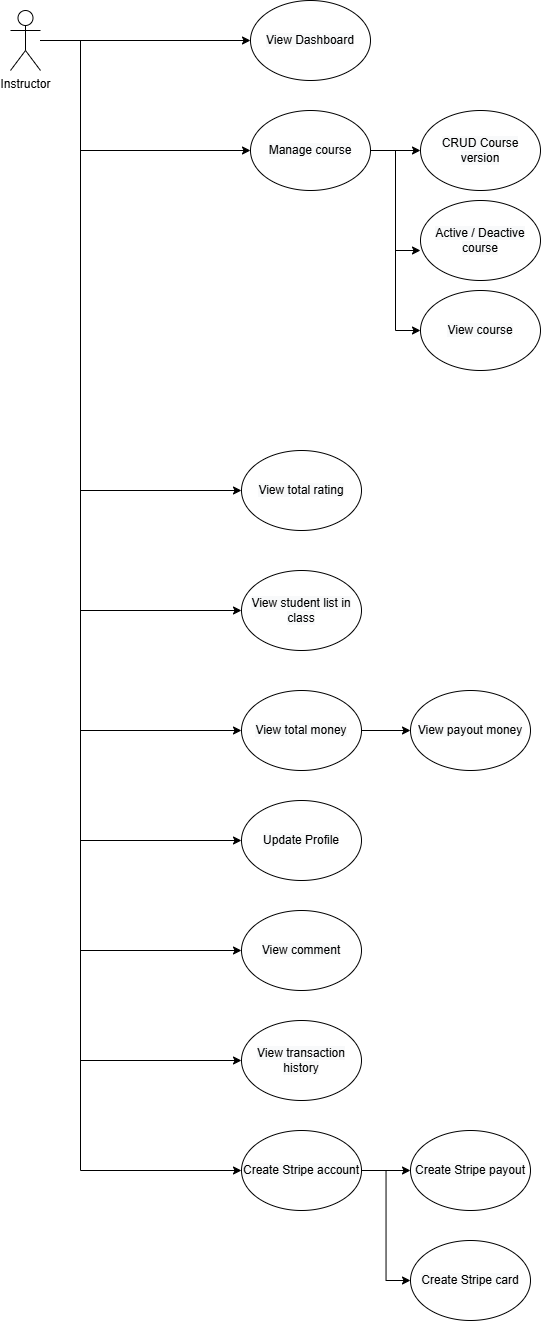 View Dashboard
Instructor
Manage course
CRUD Course
version
Active / Deactive
course
View course
View total rating
View student list in
class
View total money
View payout money
Update Profile
View comment
View transaction
history
Create Stripe account
Create Stripe payout
Create Stripe card